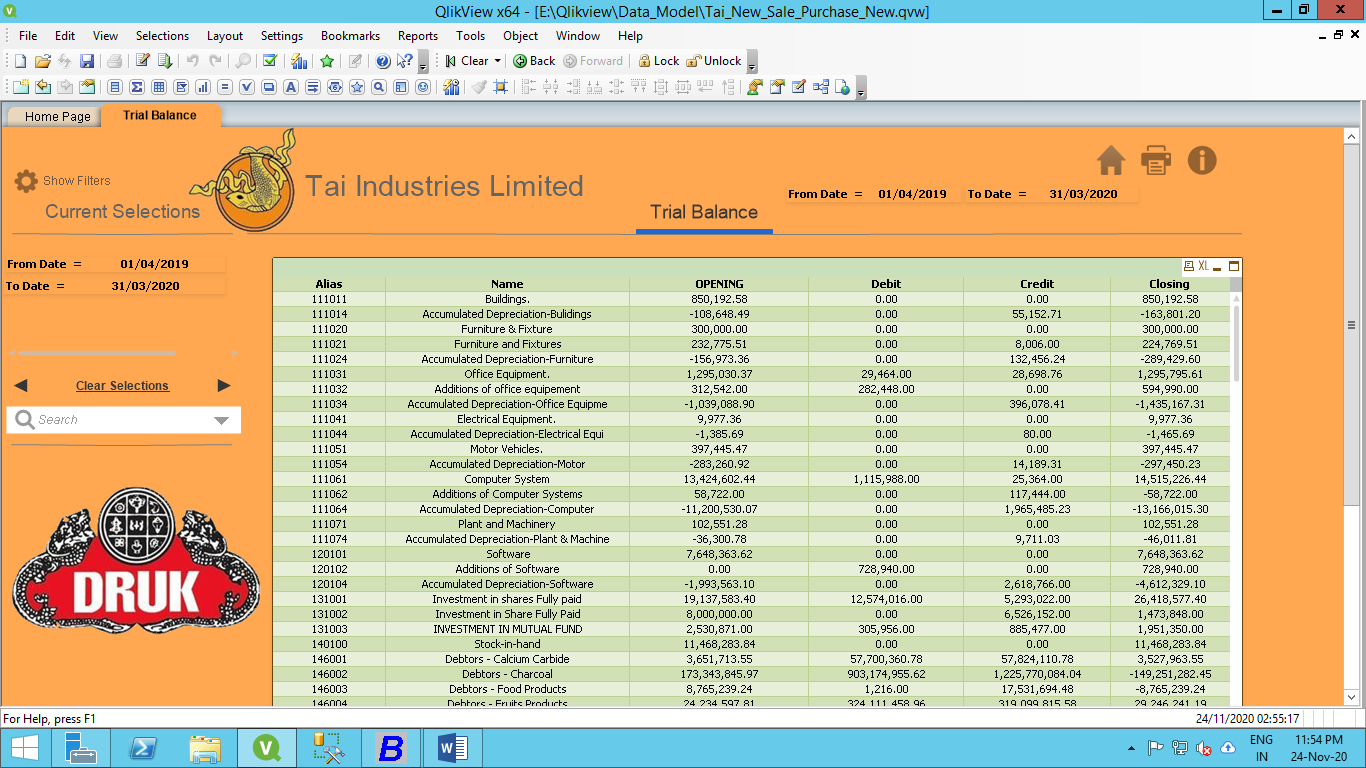 QlikView x64 - [E:\Qlikview\Data_Model\Tai_New_Sale_Purchase_New.qvw]
File Edit View Selections Layout Settings Bookmarks Reports Tools Object Window Help
Clear Back Forward Lock Unlock
Home Page Trial Balance
Show Filters
Current Selections
Tai Industries Limited
Trial Balance
From Date = 01/04/2019 To Date = 31/03/2020
From Date = 01/04/2019
To Date = 31/03/2020
Clear Selections
Search
DRUK
XL
Alias Name OPENING Debit Credit Closing
111011 Buildings. 850,192.58 0.00 0.00 850,192.58
111014 Accumulated Depreciation-Bulidings -108,648.49 0.00 55,152.71 -163,801.20
111020 Furniture & Fixture 300,000.00 0.00 0.00 300,000.00
111021 Furniture and Fixtures 232,775.51 0.00 8,006.00 224,769.51
111024 Accumulated Depreciation-Furniture -156,973.36 0.00 132,456.24 -289,429.60
111031 Office Equipment. 1,295,030.37 29,464.00 28,698.76 1,295,795.61
111032 Additions of office equipement 312,542.00 282,448.00 0.00 594,990.00
111034 Accumulated Depreciation-Office Equipme -1,039,088.90 0.00 396,078.41 -1,435,167.31
111041 Electrical Equipment. 9,977.36 0.00 0.00 9,977.36
111044 Accumulated Depreciation-Electrical Equi -1,385.69 0.00 80.00 -1,465.69
111051 Motor Vehicles. 397,445.47 0.00 0.00 397,445.47
111054 Accumulated Depreciation-Motor -283,260.92 0.00 14,189.31 -297,450.23
111061 Computer System 13,424,602.44 1,115,988.00 25,364.00 14,515,226.44
111062 Additions of Computer Systems 58,722.00 0.00 117,444.00 -58,722.00
111064 Accumulated Depreciation-Computer -11,200,530.07 0.00 1,965,485.23 -13,166,015.30
111071 Plant and Machinery 102,551.28 0.00 0.00 102,551.28
111074 Accumulated Depreciation-Plant & Machine -36,300.78 0.00 9,711.03 -46,011.81
120101 Software 7,648,363.62 0.00 0.00 7,648,363.62
120102 Additions of Software 0.00 728,940.00 0.00 728,940.00
120104 Accumulated Depreciation-Software -1,993,563.10 0.00 2,618,766.00 -4,612,329.10
131001 Investment in shares Fully paid 19,137,583.40 12,574,016.00 5,293,022.00 26,418,577.40
131002 Investment in Share Fully Paid 8,000,000.00 0.00 6,526,152.00 1,473,848.00
131003 INVESTMENT IN MUTUAL FUND 2,530,871.00 305,956.00 885,477.00 1,951,350.00
140100 Stock-in-hand 11,468,283.84 0.00 0.00 11,468,283.84
146001 Debtors - Calcium Carbide 3,651,713.55 57,700,360.78 57,824,110.78 3,527,963.55
146002 Debtors - Charcoal 173,343,845.97 903,174,955.62 1,225,770,084.04 -149,251,282.45
146003 Debtors - Food Products 8,765,239.24 1,216.00 17,531,694.48 -8,765,239.24
146004 Debtors - Fruits Products 24,234,597.81 324,111,458.96 319,099,815.58 29,246,241.19
For Help, press F1
24/11/2020 02:55:17
ENG 11:54 PM
IN 24-Nov-20